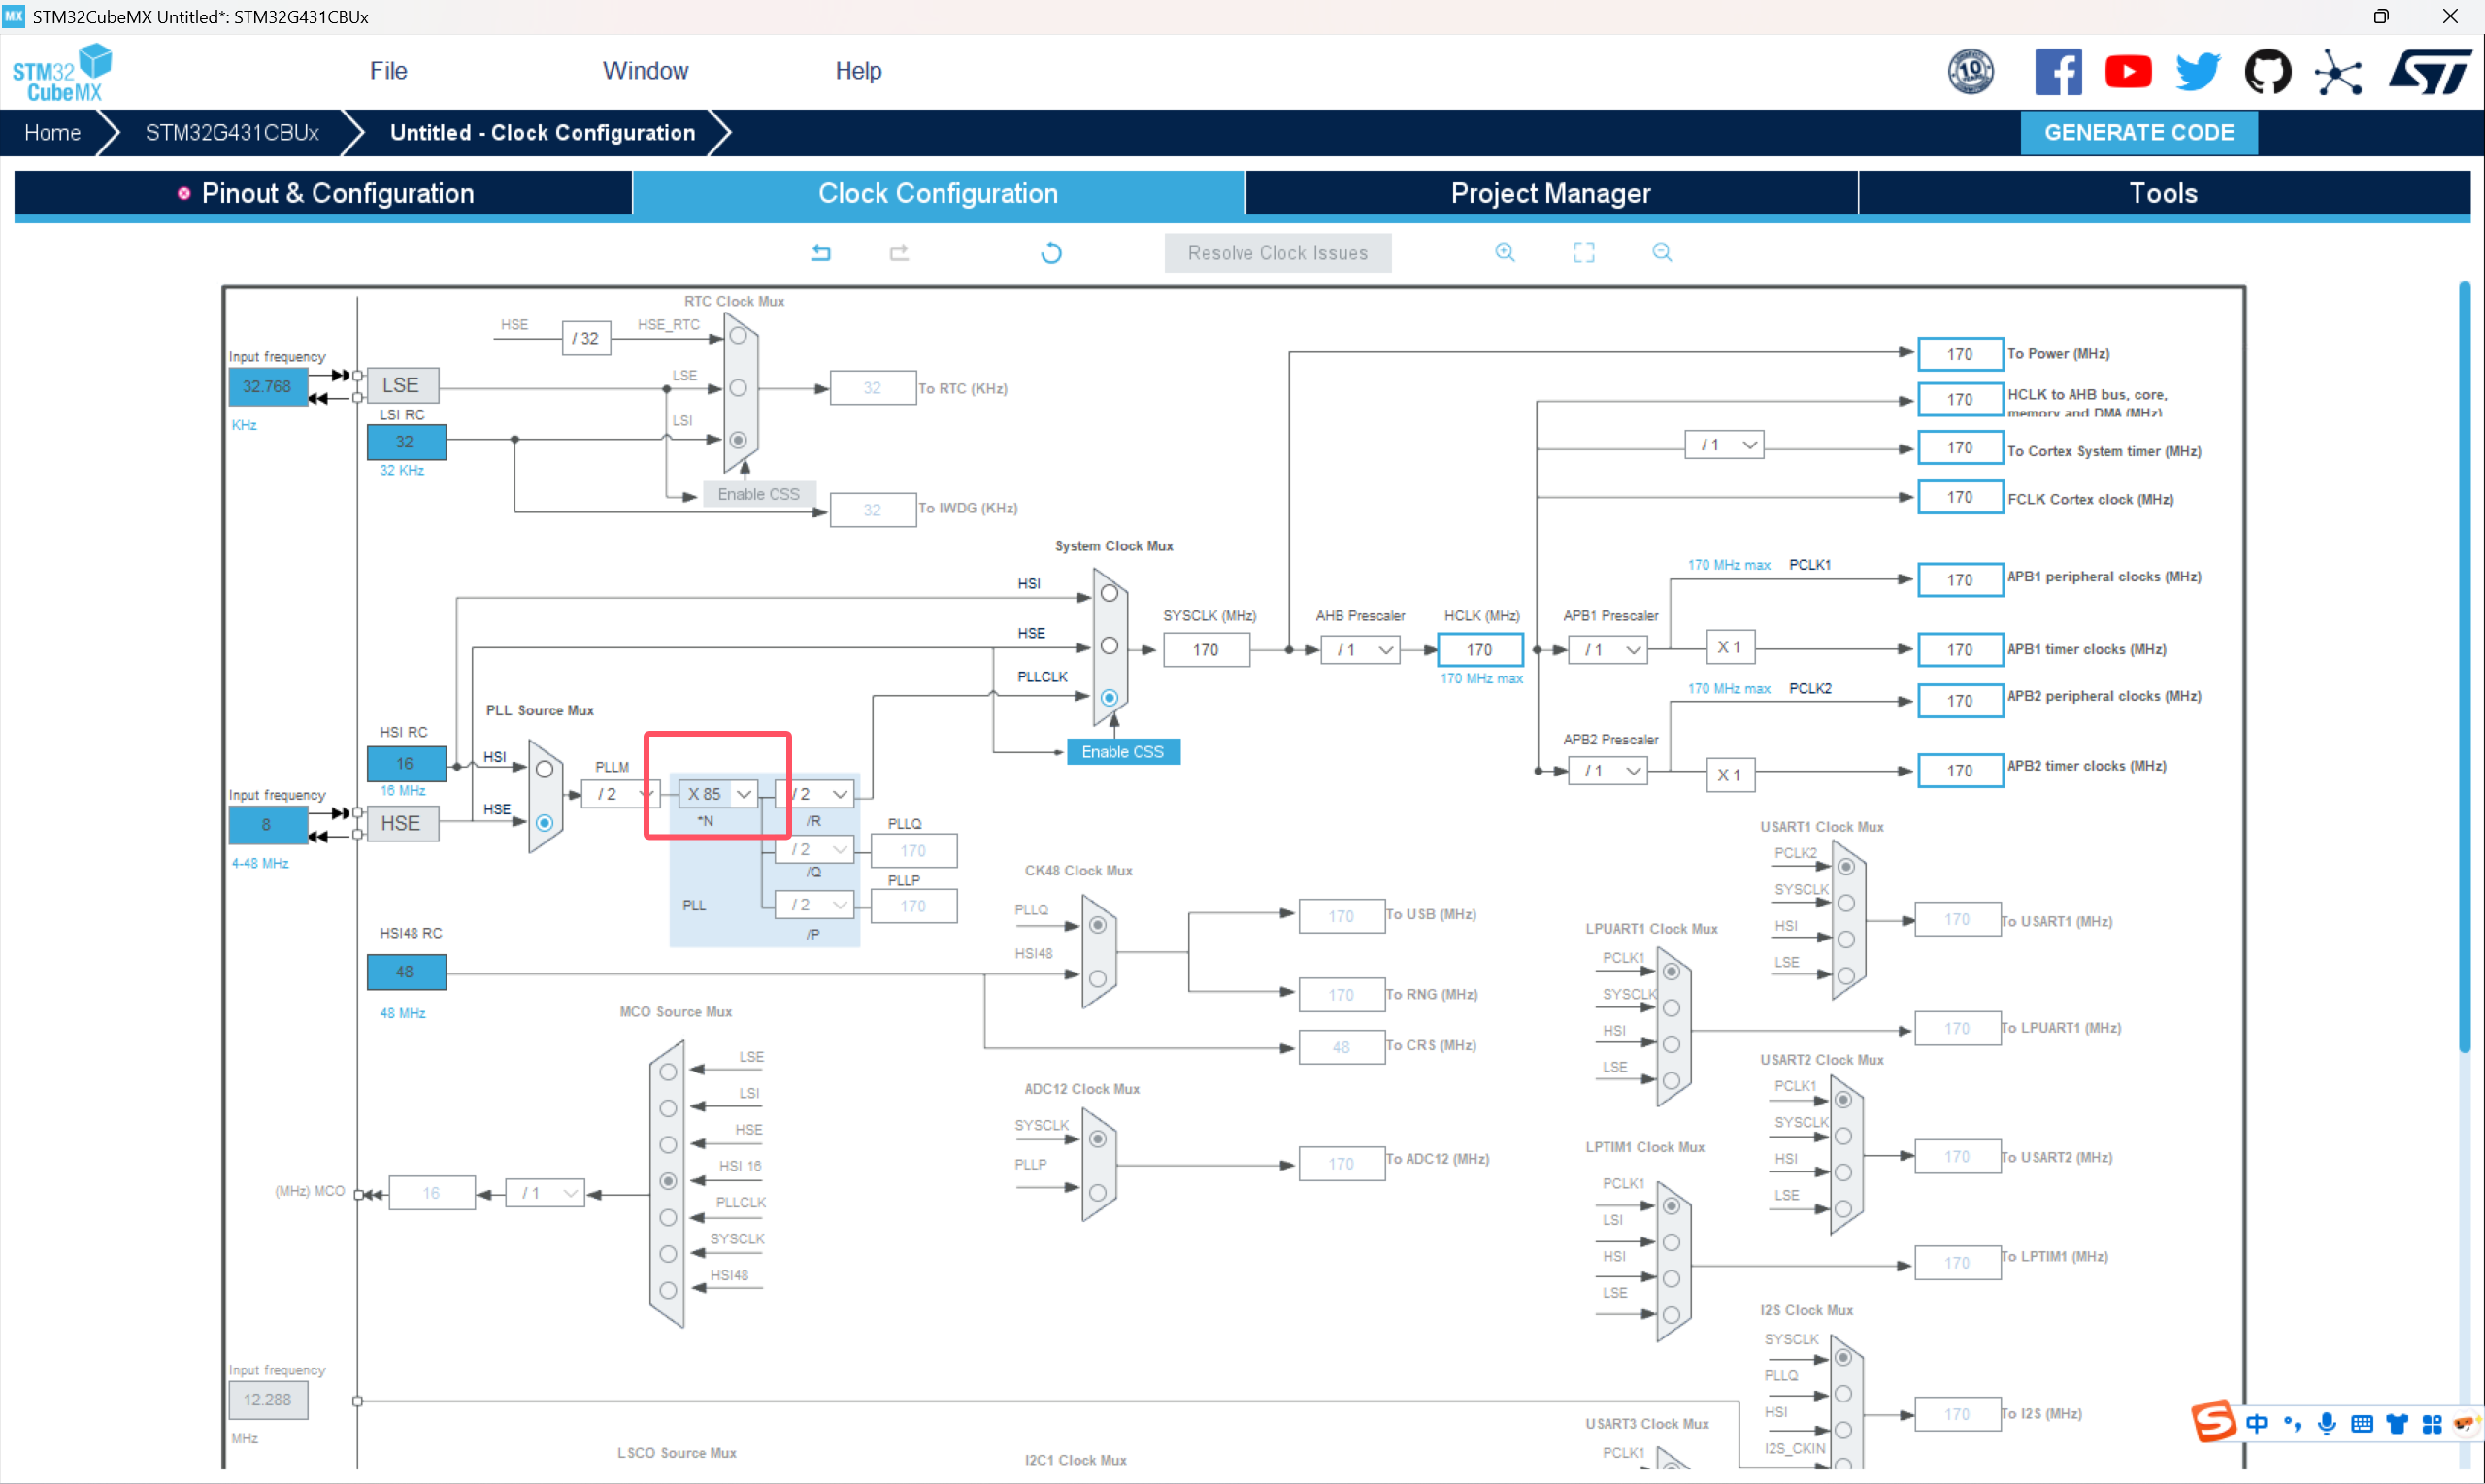 MX STM32CubeMX Untitled*: STM32G431CBUx
STM32 CubeMX
File Window Help
10
Home STM32G431CBUx Untitled - Clock Configuration GENERATE CODE
Pinout & Configuration Clock Configuration Project Manager Tools
Resolve Clock Issues
RTC Clock Mux
HSE / 32 HSE_RTC
Input frequency
32.768
KHz
LSE
LSE
32 To RTC (KHz)
LSI RC
32
32 KHz
LSI
Enable CSS
32 To IWDG (KHz)
170 To Power (MHz)
170 HCLK to AHB bus, core,
memory and DMA (MHz)
/ 1 170 To Cortex System timer (MHz)
170 FCLK Cortex clock (MHz)
System Clock Mux
HSI
HSE
PLLCLK
Enable CSS
SYSCLK (MHz)
170
AHB Prescaler
/ 1
HCLK (MHz)
170
170 MHz max
APB1 Prescaler
/ 1
170 MHz max PCLK1
170 APB1 peripheral clocks (MHz)
X 1 170 APB1 timer clocks (MHz)
170 MHz max PCLK2
170 APB2 peripheral clocks (MHz)
APB2 Prescaler
/ 1 X 1 170 APB2 timer clocks (MHz)
PLL Source Mux
HSI RC
16
16 MHz
HSI
HSE
Input frequency
8
4-48 MHz
HSE
PLLM
/ 2
X 85
*N
/ 2
/R
PLLQ
/ 2 170
/Q
PLLP
/ 2 170
/P
PLL
HSI48 RC
48
48 MHz
CK48 Clock Mux
PLLQ
HSI48
170 To USB (MHz)
170 To RNG (MHz)
48 To CRS (MHz)
ADC12 Clock Mux
SYSCLK
PLLP
170 To ADC12 (MHz)
MCO Source Mux
LSE
LSI
HSE
HSI 16
PLLCLK
SYSCLK
HSI48
(MHz) MCO 16 / 1
USART1 Clock Mux
PCLK2
SYSCLK
HSI
LSE
170 To USART1 (MHz)
LPUART1 Clock Mux
PCLK1
SYSCLK
HSI
LSE
170 To LPUART1 (MHz)
USART2 Clock Mux
PCLK1
SYSCLK
HSI
LSE
170 To USART2 (MHz)
LPTIM1 Clock Mux
PCLK1
LSI
HSI
LSE
170 To LPTIM1 (MHz)
I2S Clock Mux
SYSCLK
PLLQ
HSI
I2S_CKIN
170 To I2S (MHz)
Input frequency
12.288
MHz
LSCO Source Mux
I2C1 Clock Mux
USART3 Clock Mux
PCLK1
中